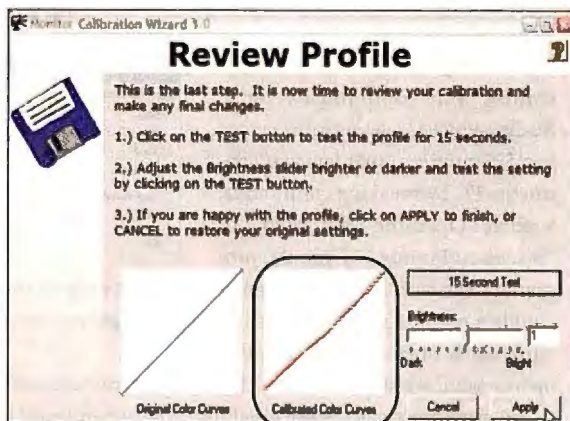 Monitor Calibration Wizard 1.0
Review Profile
This is the last step. It is now time to review your calibration and
make any final changes.
1.) Click on the TEST button to test the profile for 15 seconds.
2.) Adjust the Brightness slider brighter or darker and test the setting
by clicking on the TEST button.
3.) If you are happy with the profile, click on APPLY to finish, or
CANCEL to restore your original settings.
15 Second Test
Brightness:
1
Dark Bright
Original Color Curves Calibrated Color Curves Cancel Apply